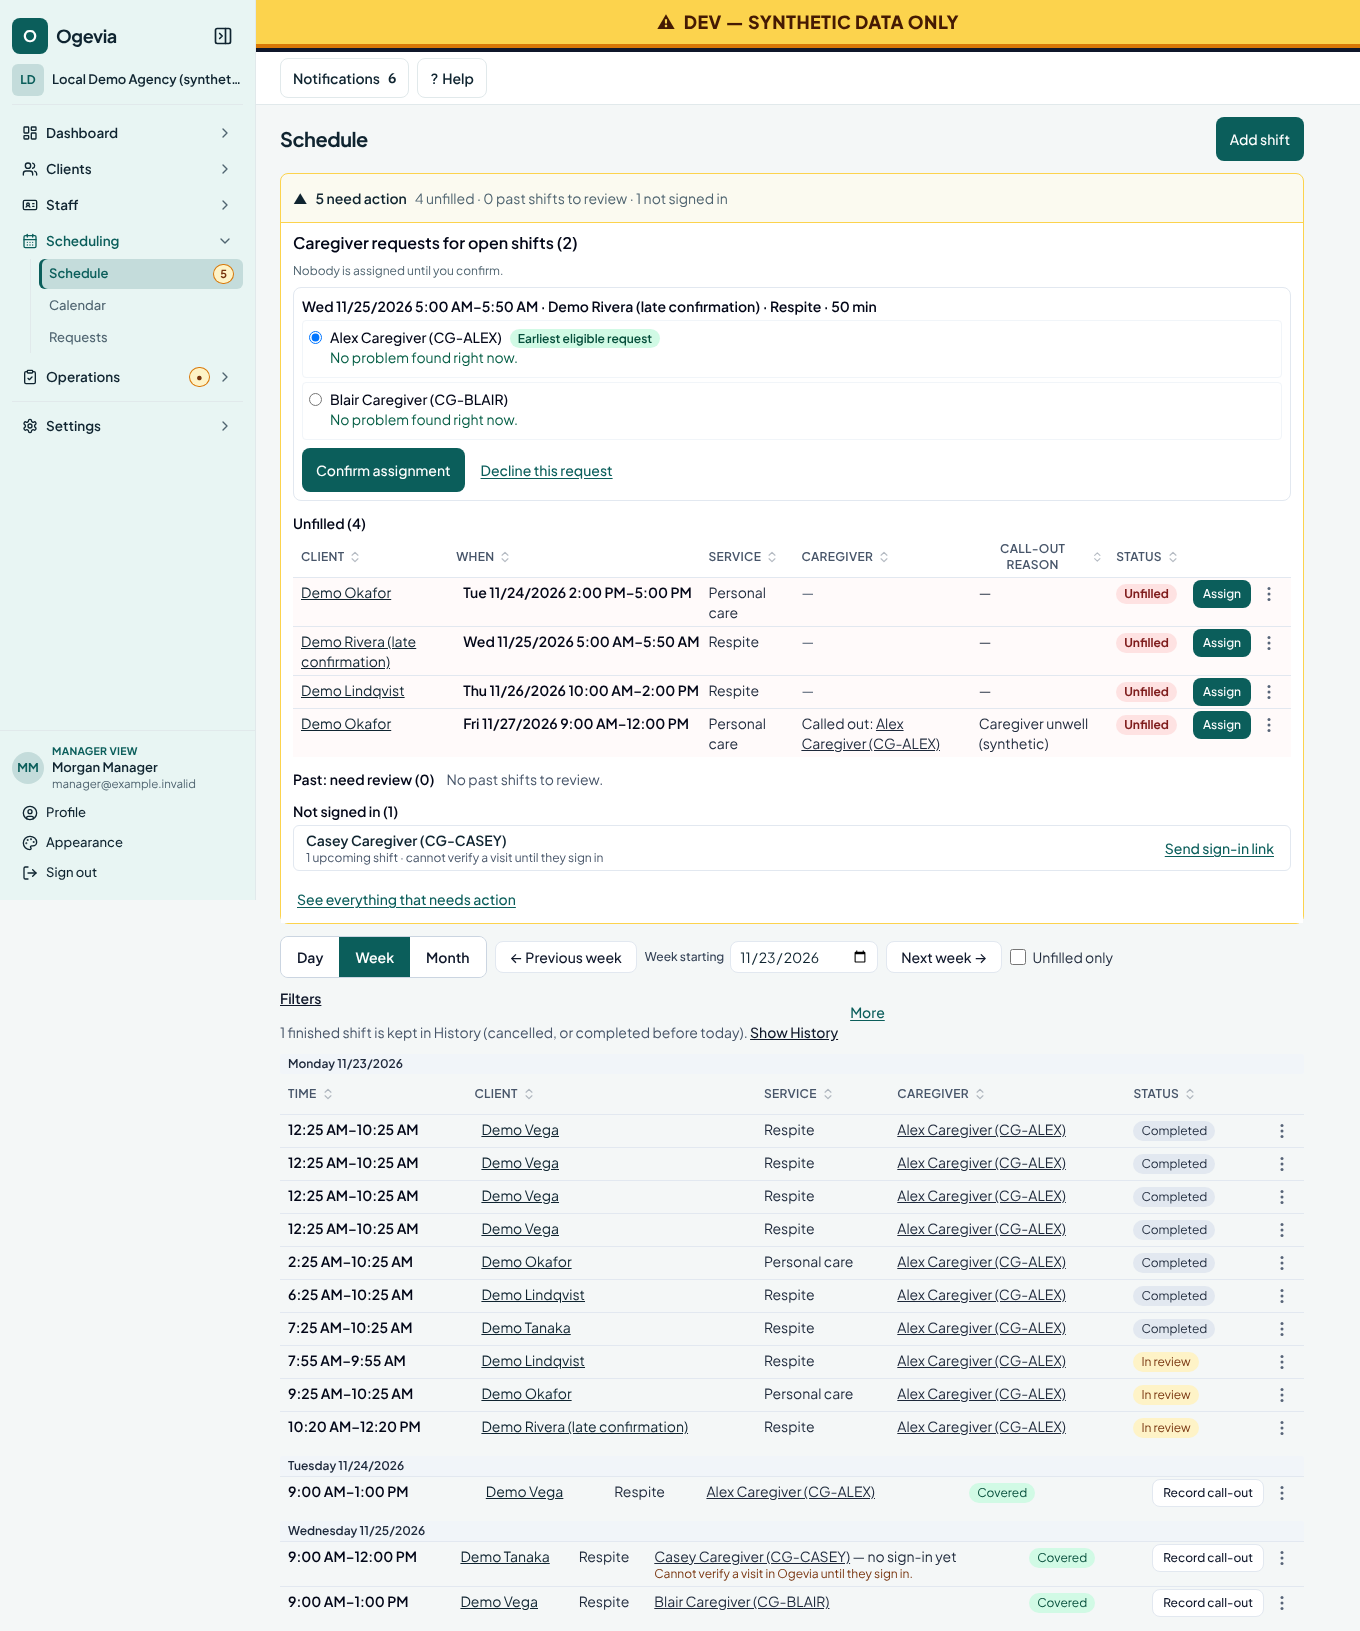 O Ogevia
LD Local Demo Agency (synthet...
Dashboard
Clients
Staff
Scheduling
Schedule 5
Calendar
Requests
Operations
Settings
MANAGER VIEW
MM Morgan Manager
manager@example.invalid
Profile
Appearance
Sign out
DEV — SYNTHETIC DATA ONLY
Notifications 6 ? Help
Schedule Add shift
5 need action 4 unfilled · 0 past shifts to review · 1 not signed in
Caregiver requests for open shifts (2)
Nobody is assigned until you confirm.
Wed 11/25/2026 5:00 AM–5:50 AM · Demo Rivera (late confirmation) · Respite · 50 min
Alex Caregiver (CG-ALEX) Earliest eligible request
No problem found right now.
Blair Caregiver (CG-BLAIR)
No problem found right now.
Confirm assignment Decline this request
Unfilled (4)
CLIENT WHEN SERVICE CAREGIVER CALL-OUT REASON STATUS
Demo Okafor Tue 11/24/2026 2:00 PM–5:00 PM Personal care — — Unfilled Assign
Demo Rivera (late confirmation) Wed 11/25/2026 5:00 AM–5:50 AM Respite — — Unfilled Assign
Demo Lindqvist Thu 11/26/2026 10:00 AM–2:00 PM Respite — — Unfilled Assign
Demo Okafor Fri 11/27/2026 9:00 AM–12:00 PM Personal care Called out: Alex Caregiver (CG-ALEX) Caregiver unwell (synthetic) Unfilled Assign
Past: need review (0) No past shifts to review.
Not signed in (1)
Casey Caregiver (CG-CASEY)
1 upcoming shift · cannot verify a visit until they sign in
Send sign-in link
See everything that needs action
Day Week Month ← Previous week Week starting 11/23/2026 Next week → Unfilled only
Filters
More
1 finished shift is kept in History (cancelled, or completed before today). Show History
Monday 11/23/2026
TIME CLIENT SERVICE CAREGIVER STATUS
12:25 AM–10:25 AM Demo Vega Respite Alex Caregiver (CG-ALEX) Completed
12:25 AM–10:25 AM Demo Vega Respite Alex Caregiver (CG-ALEX) Completed
12:25 AM–10:25 AM Demo Vega Respite Alex Caregiver (CG-ALEX) Completed
12:25 AM–10:25 AM Demo Vega Respite Alex Caregiver (CG-ALEX) Completed
2:25 AM–10:25 AM Demo Okafor Personal care Alex Caregiver (CG-ALEX) Completed
6:25 AM–10:25 AM Demo Lindqvist Respite Alex Caregiver (CG-ALEX) Completed
7:25 AM–10:25 AM Demo Tanaka Respite Alex Caregiver (CG-ALEX) Completed
7:55 AM–9:55 AM Demo Lindqvist Respite Alex Caregiver (CG-ALEX) In review
9:25 AM–10:25 AM Demo Okafor Personal care Alex Caregiver (CG-ALEX) In review
10:20 AM–12:20 PM Demo Rivera (late confirmation) Respite Alex Caregiver (CG-ALEX) In review
Tuesday 11/24/2026
9:00 AM–1:00 PM Demo Vega Respite Alex Caregiver (CG-ALEX) Covered Record call-out
Wednesday 11/25/2026
9:00 AM–12:00 PM Demo Tanaka Respite Casey Caregiver (CG-CASEY) — no sign-in yet Covered Record call-out
Cannot verify a visit in Ogevia until they sign in.
9:00 AM–1:00 PM Demo Vega Respite Blair Caregiver (CG-BLAIR) Covered Record call-out